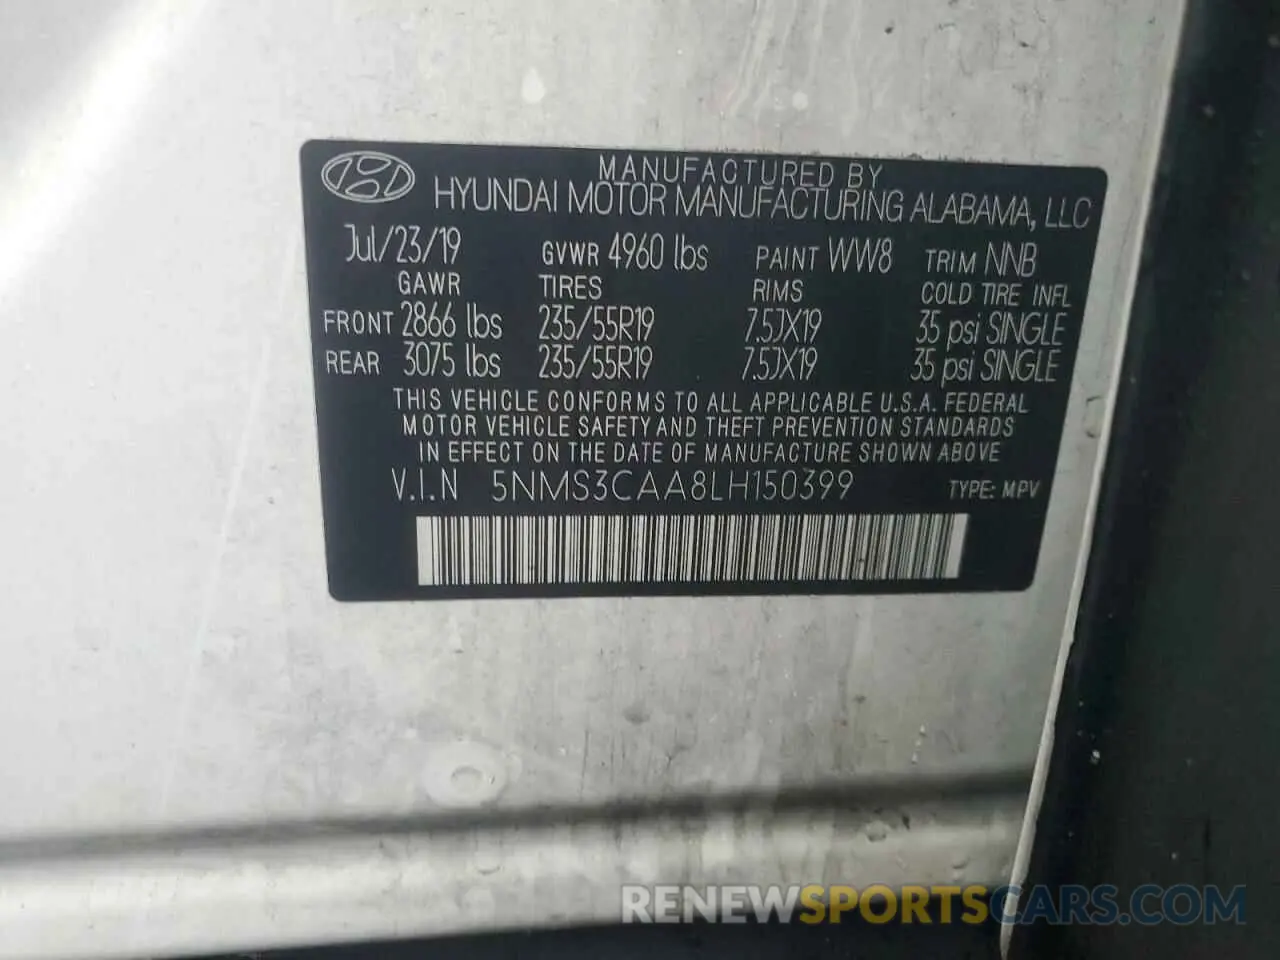 MANUFACTURED BY
HYUNDAI MOTOR MANUFACTURING ALABAMA, LLC
Jul/23/19 GVWR 4960 lbs PAINT WW8 TRIM NNB
GAWR TIRES RIMS COLD TIRE INFL
FRONT 2866 lbs 235/55R19 7.5JX19 35 psi SINGLE
REAR 3075 lbs 235/55R19 7.5JX19 35 psi SINGLE
THIS VEHICLE CONFORMS TO ALL APPLICABLE U.S.A. FEDERAL
MOTOR VEHICLE SAFETY AND THEFT PREVENTION STANDARDS
IN EFFECT ON THE DATE OF MANUFACTURE SHOWN ABOVE
V.I.N 5NMS3CAA8LH150399 TYPE: MPV
RENEWSPORTSCARS.COM